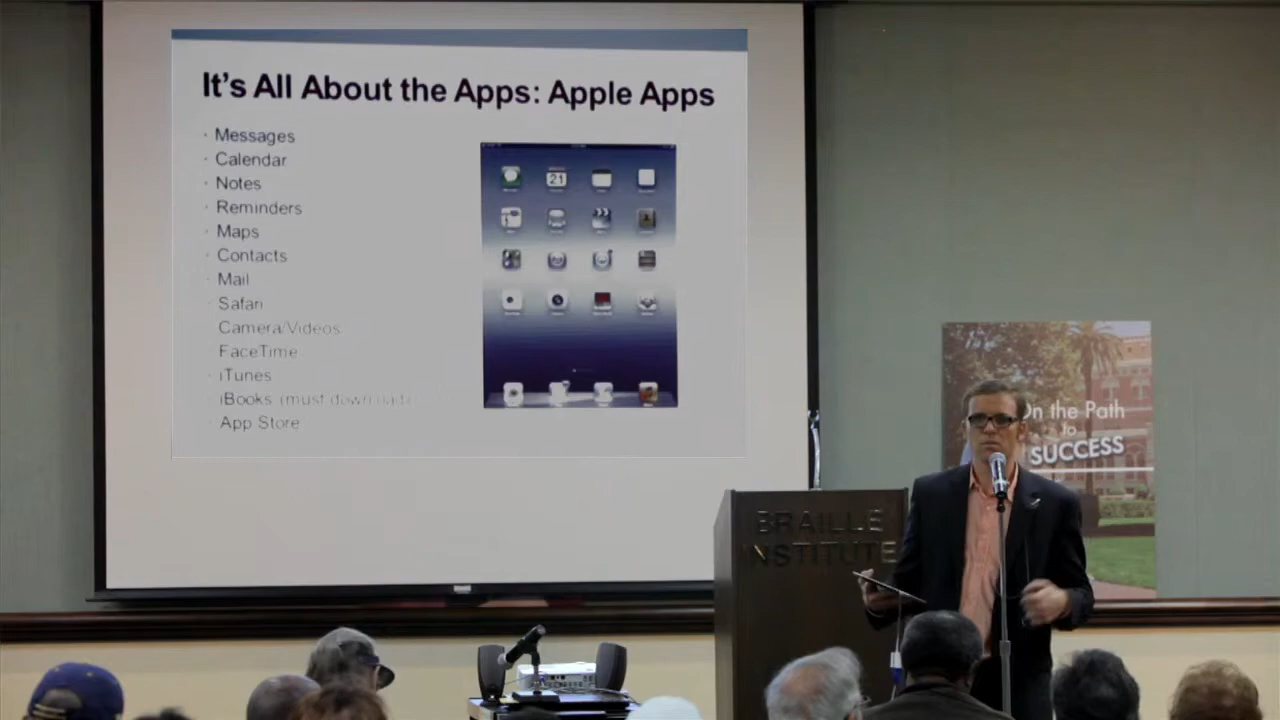 It's All About the Apps: Apple Apps
· Messages
· Calendar
· Notes
· Reminders
· Maps
· Contacts
· Mail
· Safari
Camera/Videos
FaceTime
· iTunes
· iBooks (must download)
· App Store
21
On the Path
to
SUCCESS
BRAILLE
INSTITUTE